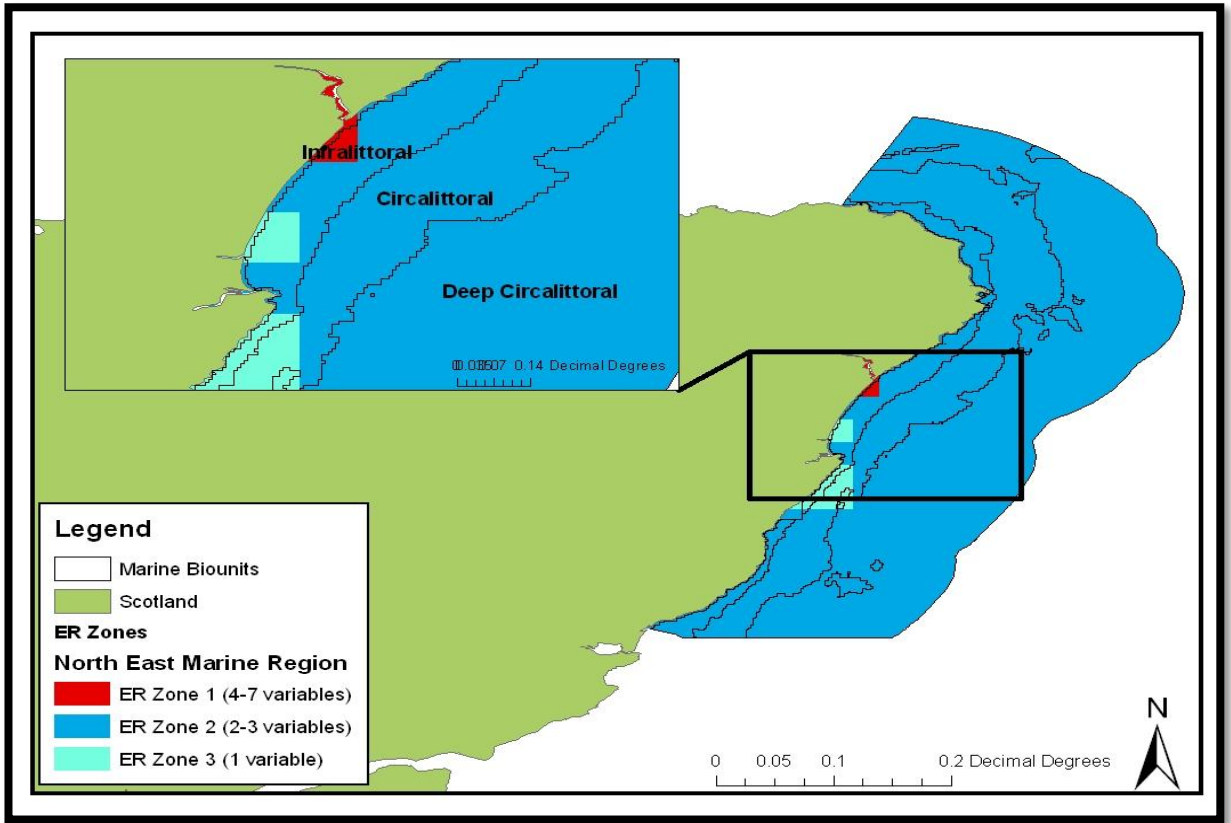 Infralittoral
Circalittoral
Deep Circalittoral
0.14 Decimal Degrees
Legend
Marine Biounits
Scotland
ER Zones
North East Marine Region
ER Zone 1 (4-7 variables)
ER Zone 2 (2-3 variables)
ER Zone 3 (1 variable)
N
0 0.05 0.1 0.2 Decimal Degrees